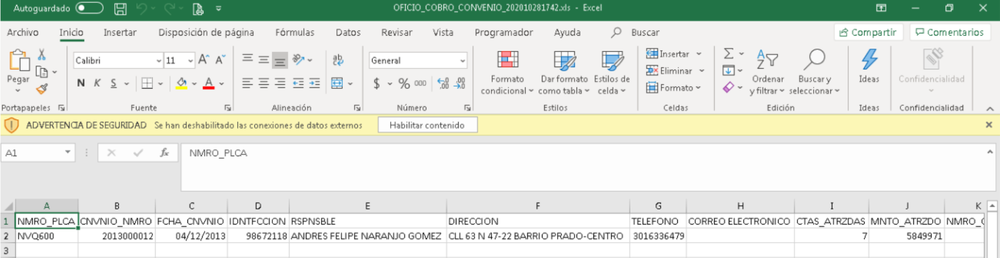 Autoguardado OFICIO_COBRO_CONVENIO_202010281742.xls - Excel
Archivo Inicio Insertar Disposición de página Fórmulas Datos Revisar Vista Programador Ayuda Buscar Compartir Comentarios
Pegar
Calibri 11 A A
General
Formato condicional
Dar formato como tabla
Estilos de celda
Insertar
Eliminar
Formato
Ordenar y filtrar
Buscar y seleccionar
Ideas
Confidencialidad
N K S A $ % 000
Portapapeles Fuente Alineación Número Estilos Celdas Edición Ideas Confidencialidad
ADVERTENCIA DE SEGURIDAD Se han deshabilitado las conexiones de datos externos Habilitar contenido
A1 fx NMRO_PLCA
A B C D E F G H I J K
1 NMRO_PLCA CNVNIO_NMRO FCHA_CNVNIO IDNTFCCION RSPNSBLE DIRECCION TELEFONO CORREO ELECTRONICO CTAS_ATRZDAS MNTO_ATRZDO
2 NVQ600 2013000012 04/12/2013 98672118 ANDRES FELIPE NARANJO GOMEZ CLL 63 N 47-22 BARRIO PRADO-CENTRO 3016336479 7 5849971
3